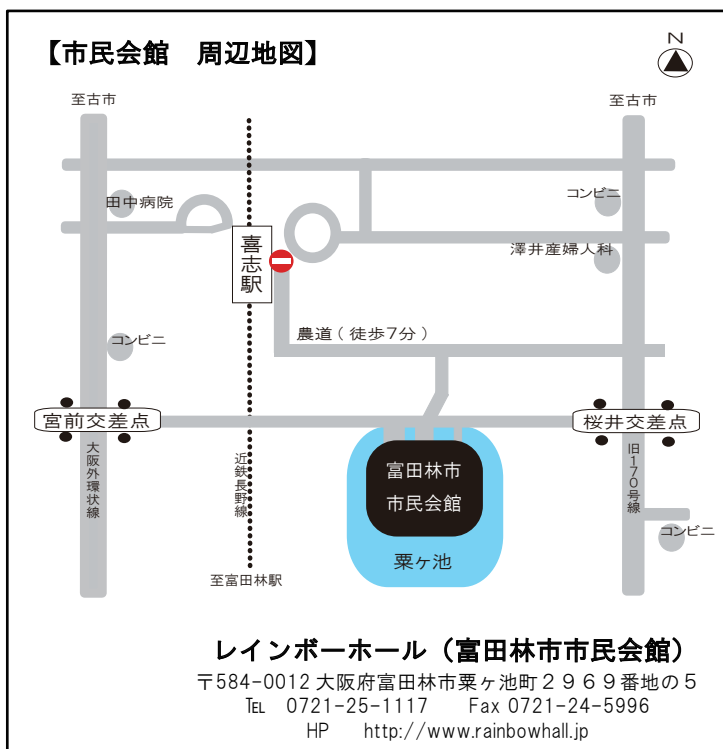 【市民会館　周辺地図】
N
至古市
至古市
田中病院
コンビニ
喜志駅
澤井産婦人科
農道(徒歩7分)
コンビニ
宮前交差点
桜井交差点
大阪外環状線
近鉄長野線
富田林市
市民会館
旧170号線
コンビニ
粟ヶ池
至富田林駅
レインボーホール（富田林市市民会館）
〒584-0012 大阪府富田林市粟ヶ池町２９６９番地の５
℡　0721-25-1117　　Fax 0721-24-5996
HP　　http://www.rainbowhall.jp